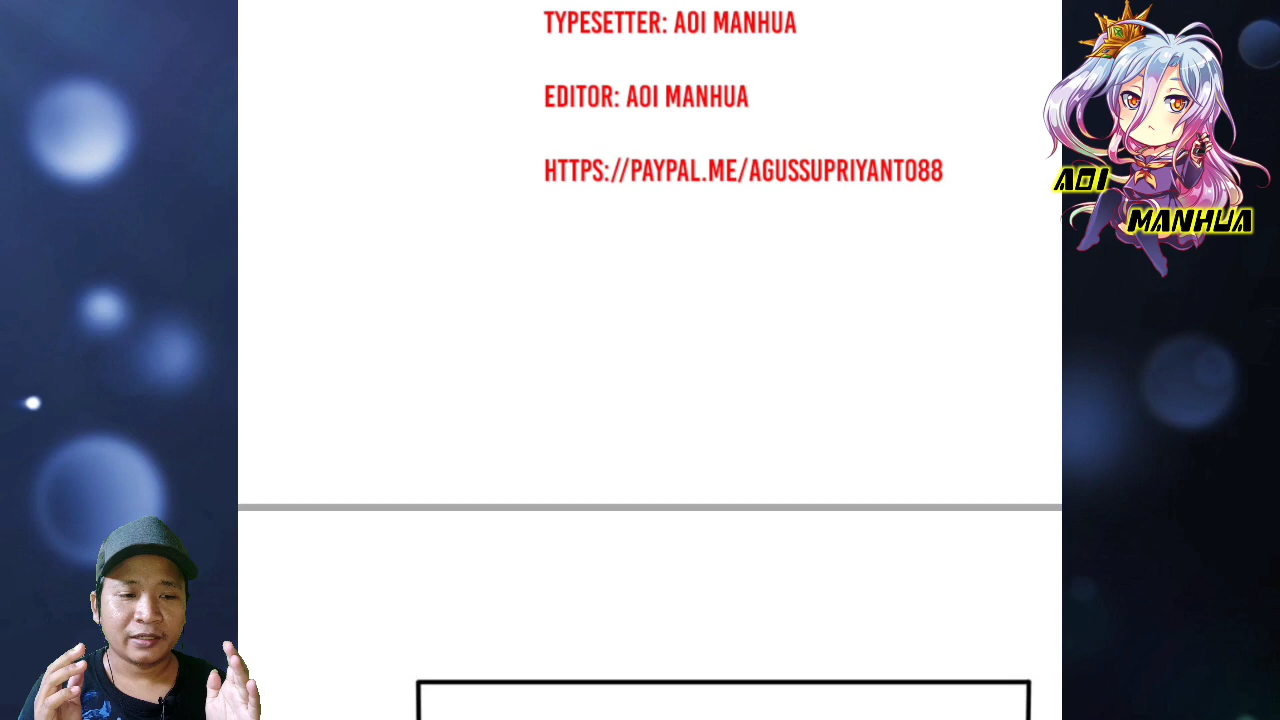 TYPESETTER: AOI MANHUA
EDITOR: AOI MANHUA
HTTPS://PAYPAL.ME/AGUSSUPRIYANTO88
AOI
MANHUA